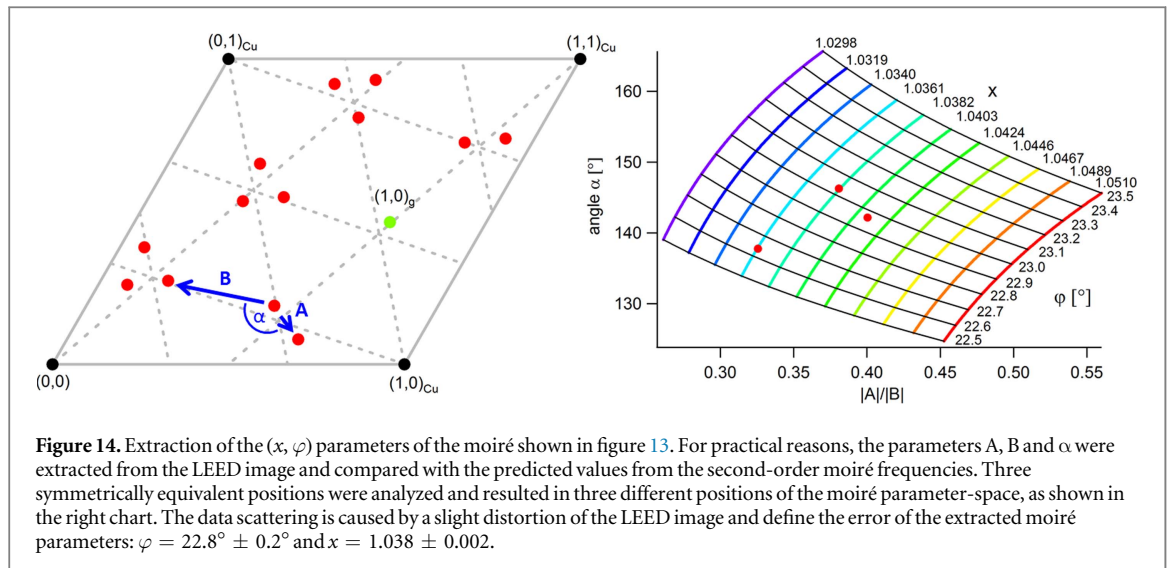 (0,1)Cu
(1,1)Cu
(1,0)g
B
A
α
(0,0)
(1,0)Cu
angle α [°]
160
150
140
130
0.30
0.35
0.40
0.45
0.50
0.55
|A|/|B|
x
1.0298
1.0319
1.0340
1.0361
1.0382
1.0403
1.0424
1.0446
1.0467
1.0489
1.0510
23.5
23.4
23.3
23.2
23.1
23.0
22.9
22.8
22.7
22.6
22.5
φ [°]
Figure 14. Extraction of the (x, φ) parameters of the moiré shown in figure 13. For practical reasons, the parameters A, B and α were
extracted from the LEED image and compared with the predicted values from the second-order moiré frequencies. Three
symmetrically equivalent positions were analyzed and resulted in three different positions of the moiré parameter-space, as shown in
the right chart. The data scattering is caused by a slight distortion of the LEED image and define the error of the extracted moiré
parameters: φ = 22.8° ± 0.2° and x = 1.038 ± 0.002.